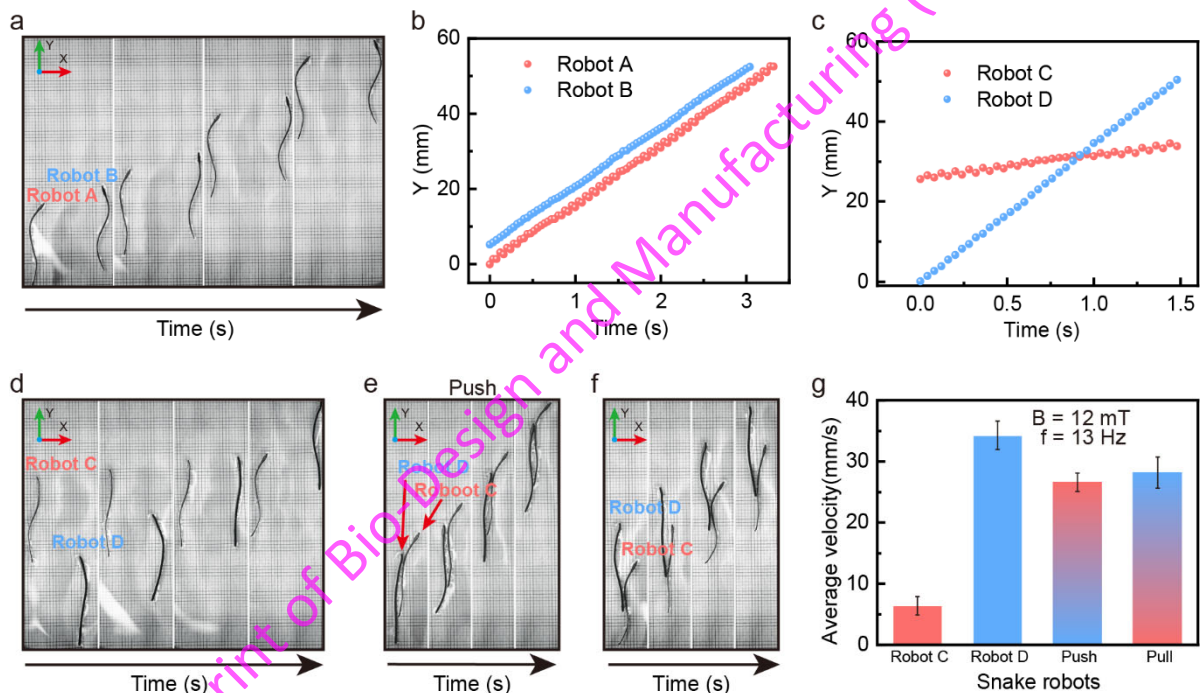 a
Y
X
Robot B
Robot A
Time (s)
b
Robot A
Robot B
60
40
20
0
Y (mm)
0 1 2 3
Time (s)
c
Robot C
Robot D
60
40
20
0
Y (mm)
0.0 0.5 1.0 1.5
Time (s)
d
Y
X
Robot C
Robot D
Time (s)
e
Push
Y
X
Robot D
Roboot C
Time (s)
f
Y
X
Robot D
Robot C
Time (s)
g
B = 12 mT
f = 13 Hz
40
30
20
10
0
Average velocity(mm/s)
Robot C Robot D Push Pull
Snake robots
print of Bio-Design and Manufacturing (